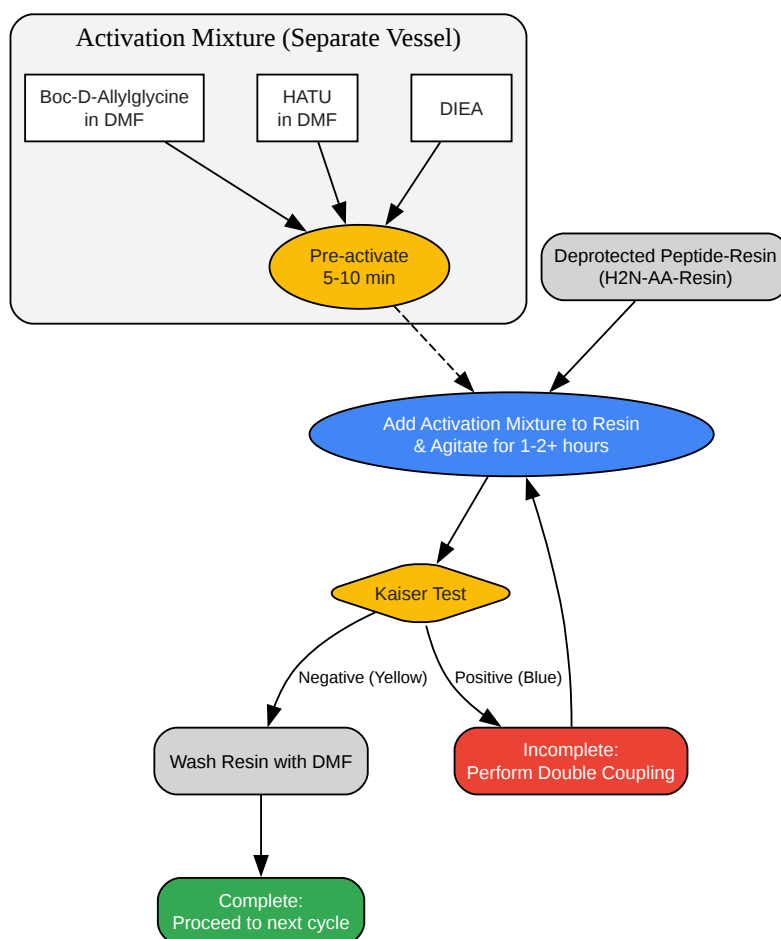 Activation Mixture (Separate Vessel)
Boc-D-Allylglycine
in DMF
HATU
in DMF
DIEA
Pre-activate
5-10 min
Deprotected Peptide-Resin
(H2N-AA-Resin)
Add Activation Mixture to Resin
& Agitate for 1-2+ hours
Kaiser Test
Negative (Yellow)
Positive (Blue)
Wash Resin with DMF
Incomplete:
Perform Double Coupling
Complete:
Proceed to next cycle